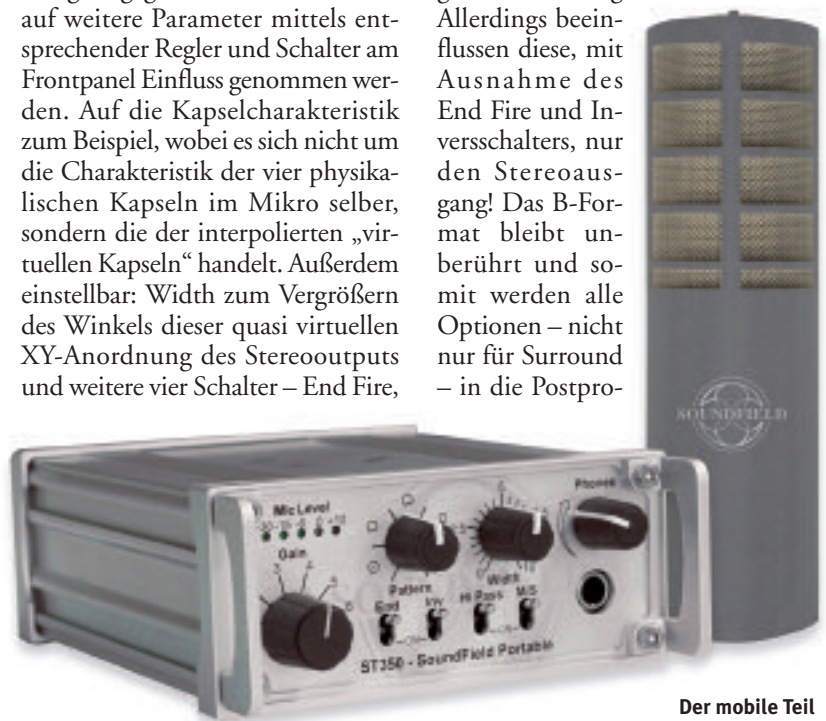 auf weitere Parameter mittels ent-
sprechender Regler und Schalter am
Frontpanel Einfluss genommen wer-
den. Auf die Kapselcharakteristik
zum Beispiel, wobei es sich nicht um
die Charakteristik der vier physika-
lischen Kapseln im Mikro selber,
sondern die der interpolierten „vir-
tuellen Kapseln“ handelt. Außerdem
einstellbar: Width zum Vergrößern
des Winkels dieser quasi virtuellen
XY-Anordnung des Stereooutputs
und weitere vier Schalter – End Fire,
Allerdings beein-
flussen diese, mit
Ausnahme des
End Fire und In-
versschalters, nur
den Stereoaus-
gang! Das B-For-
mat bleibt un-
berührt und so-
mit werden alle
Optionen – nicht
nur für Surround
– in die Postpro-
SOUNDFIELD
Mic Level
Gain
Pattern
Width
Phones
End
Inv
Hi Pass
M/S
ST350 - SoundField Portable
Der mobile Teil